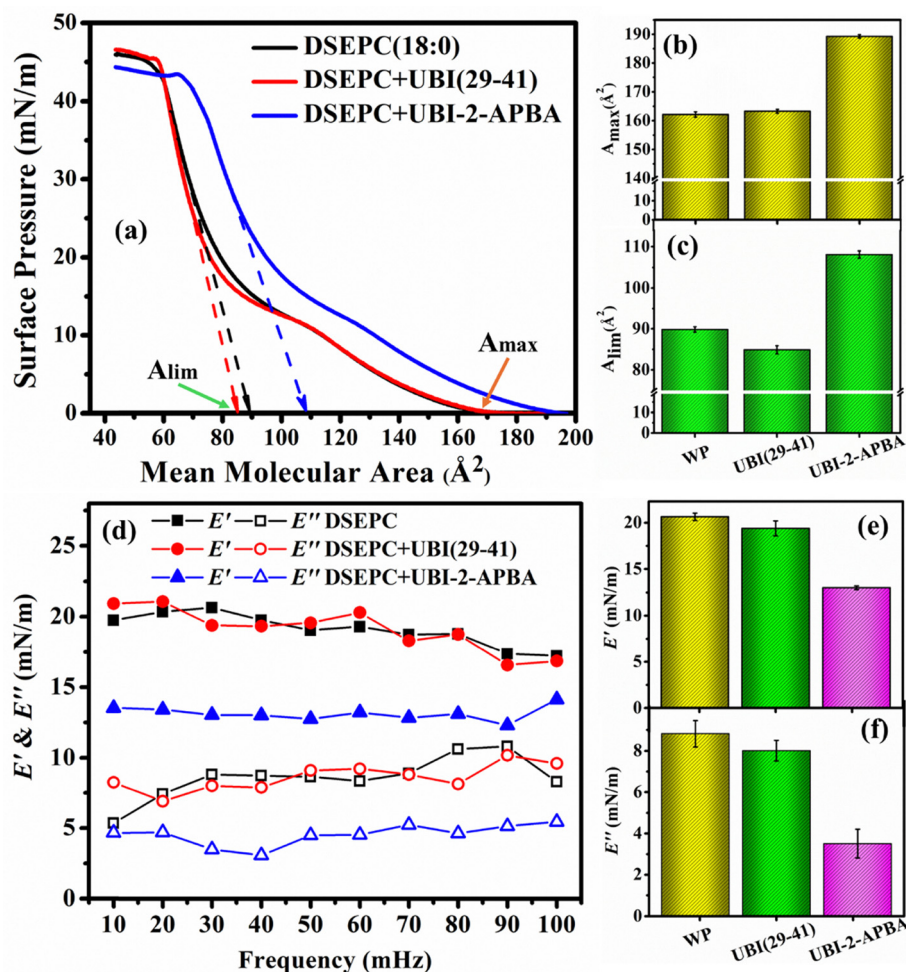 50
40
30
20
10
0
Surface Pressure (mN/m)
DSEPC(18:0)
DSEPC+UBI(29-41)
DSEPC+UBI-2-APBA
(a)
Alim
Amax
40 60 80 100 120 140 160 180 200
Mean Molecular Area (Å²)
(b)
190
180
170
160
150
140
10
0
Amax(Å²)
(c)
110
100
90
80
10
0
Alim(Å²)
WP UBI(29-41) UBI-2-APBA
(d)
E' E'' DSEPC
E' E'' DSEPC+UBI(29-41)
E' E'' DSEPC+UBI-2-APBA
25
20
15
10
5
0
E' & E'' (mN/m)
10 20 30 40 50 60 70 80 90 100
Frequency (mHz)
(e)
20
15
10
5
0
E' (mN/m)
(f)
8
6
4
2
0
E'' (mN/m)
WP UBI(29-41) UBI-2-APBA